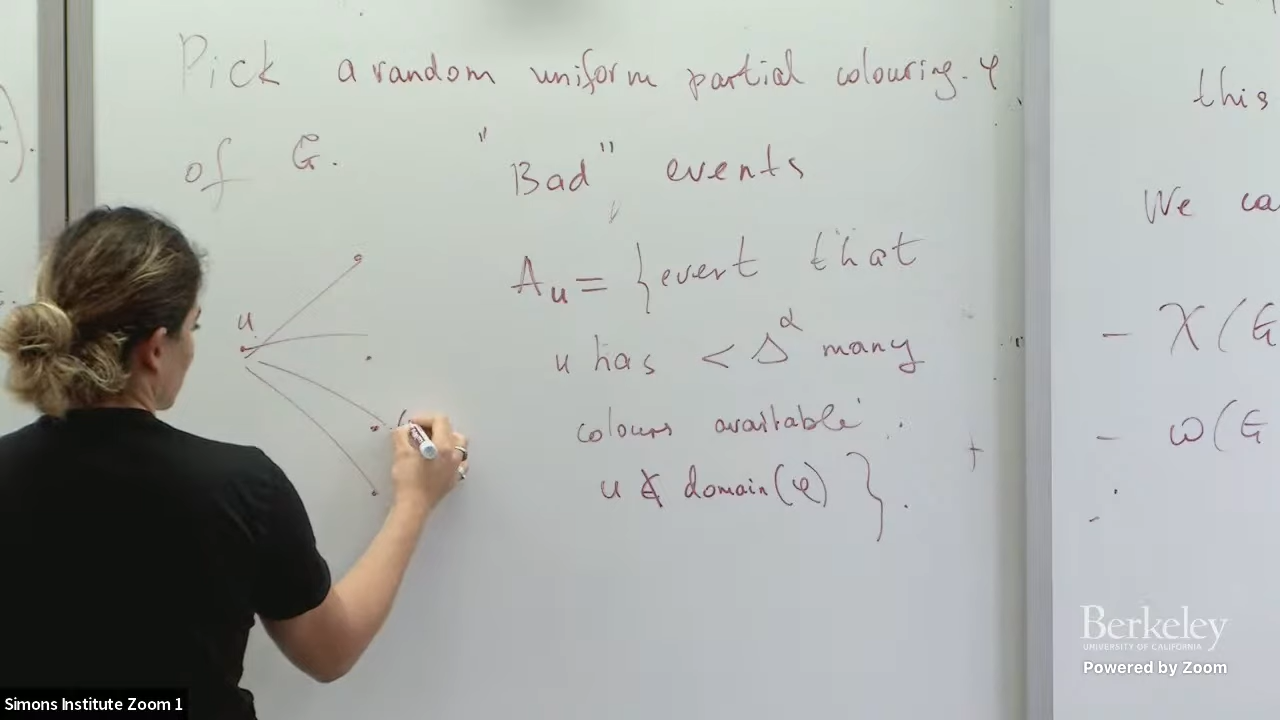 Pick a random uniform partial colouring. φ
of G.
"Bad" events
A_u = { event that
u has < Δ^α many
colours available.
u ∉ domain(φ) }.
u
this
We ca
- χ(G
- ω(G
Berkeley
UNIVERSITY OF CALIFORNIA
Powered by Zoom
Simons Institute Zoom 1